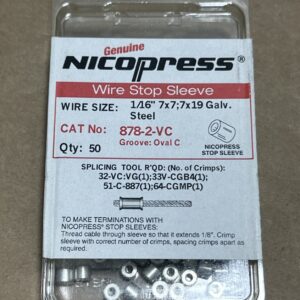 Genuine
NICOPRESS®
Wire Stop Sleeve
WIRE SIZE: 1/16" 7x7;7x19 Galv.
Steel
CAT No: 878-2-VC
Groove: Oval C
Qty: 50
NICOPRESS
STOP SLEEVE
SPLICING TOOL R'QD: (No. of Crimps):
32-VC:VG(1);33V-CGB4(1);
51-C-887(1);64-CGMP(1)
TO MAKE TERMINATIONS WITH
NICOPRESS® STOP SLEEVES:
Thread cable through sleeve so that it extends 1/8". Crimp
sleeve with correct number of crimps, spacing crimps apart as
required.